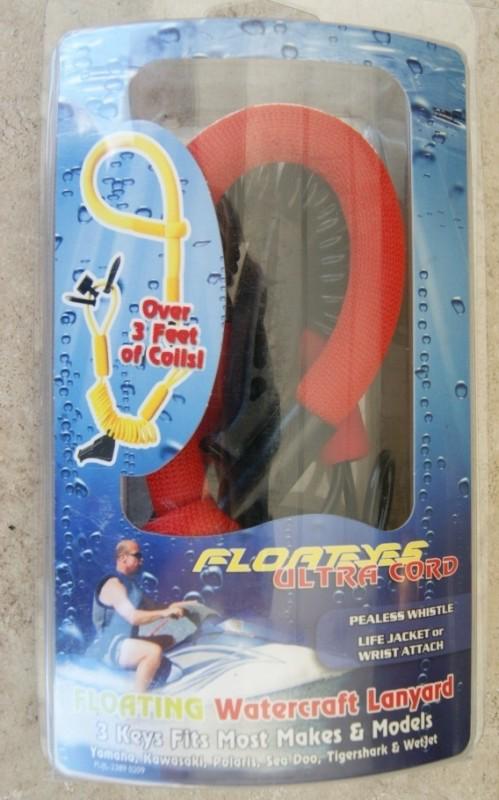 Over
3 Feet
of Coils!
FLOATEYES
ULTRA CORD
PEALESS WHISTLE
LIFE JACKET or
WRIST ATTACH
FLOATING Watercraft Lanyard
3 Keys Fits Most Makes & Models
Yamaha, Kawasaki, Polaris, Sea Doo, Tigershark & WetJet